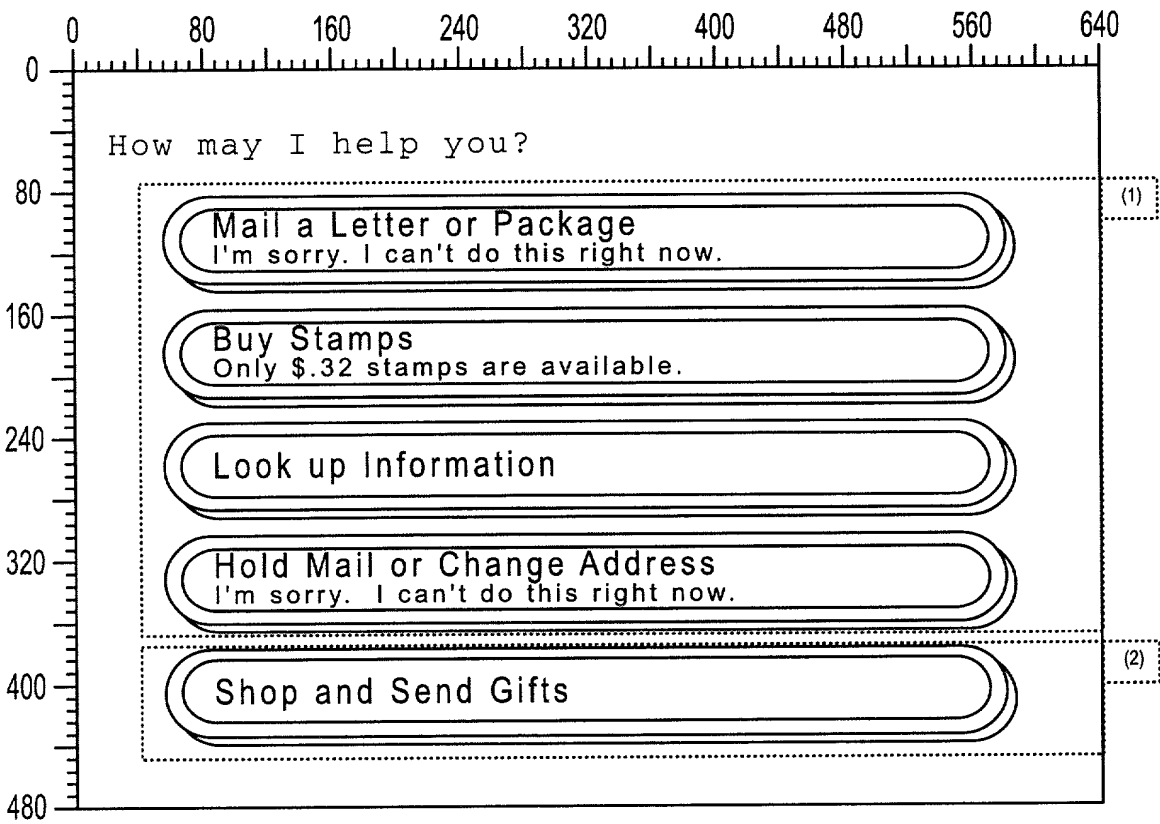 0 80 160 240 320 400 480 560 640
0
How may I help you?
80
(1)
Mail a Letter or Package
I'm sorry. I can't do this right now.
160
Buy Stamps
Only $.32 stamps are available.
240
Look up Information
320
Hold Mail or Change Address
I'm sorry.  I can't do this right now.
(2)
400
Shop and Send Gifts
480